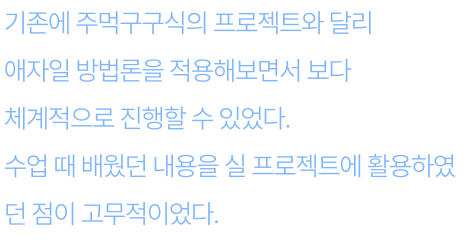 기존에 주먹구구식의 프로젝트와 달리
애자일 방법론을 적용해보면서 보다
체계적으로 진행할 수 있었다.
수업 때 배웠던 내용을 실 프로젝트에 활용하였
던 점이 고무적이었다.